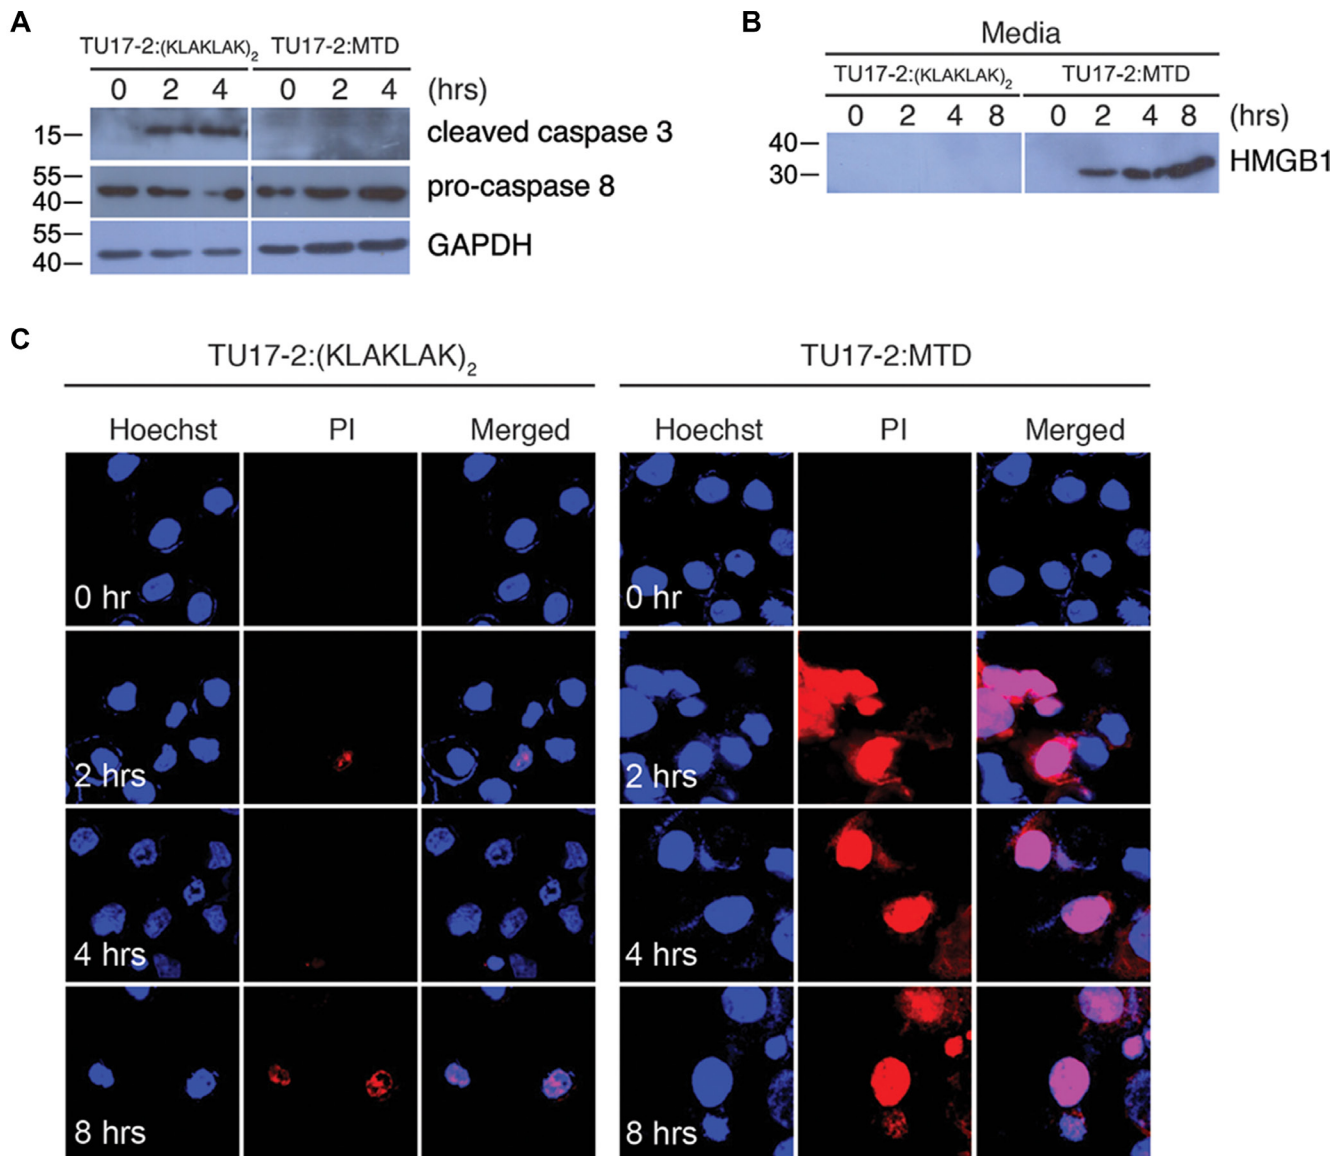 A
TU17-2:(KLAKLAK)2 TU17-2:MTD
0 2 4 0 2 4 (hrs)
15 cleaved caspase 3
55
40 pro-caspase 8
55
40 GAPDH
B
Media
TU17-2:(KLAKLAK)2 TU17-2:MTD
0 2 4 8 0 2 4 8 (hrs)
40
30 HMGB1
C
TU17-2:(KLAKLAK)2 TU17-2:MTD
Hoechst PI Merged Hoechst PI Merged
0 hr 0 hr
2 hrs 2 hrs
4 hrs 4 hrs
8 hrs 8 hrs